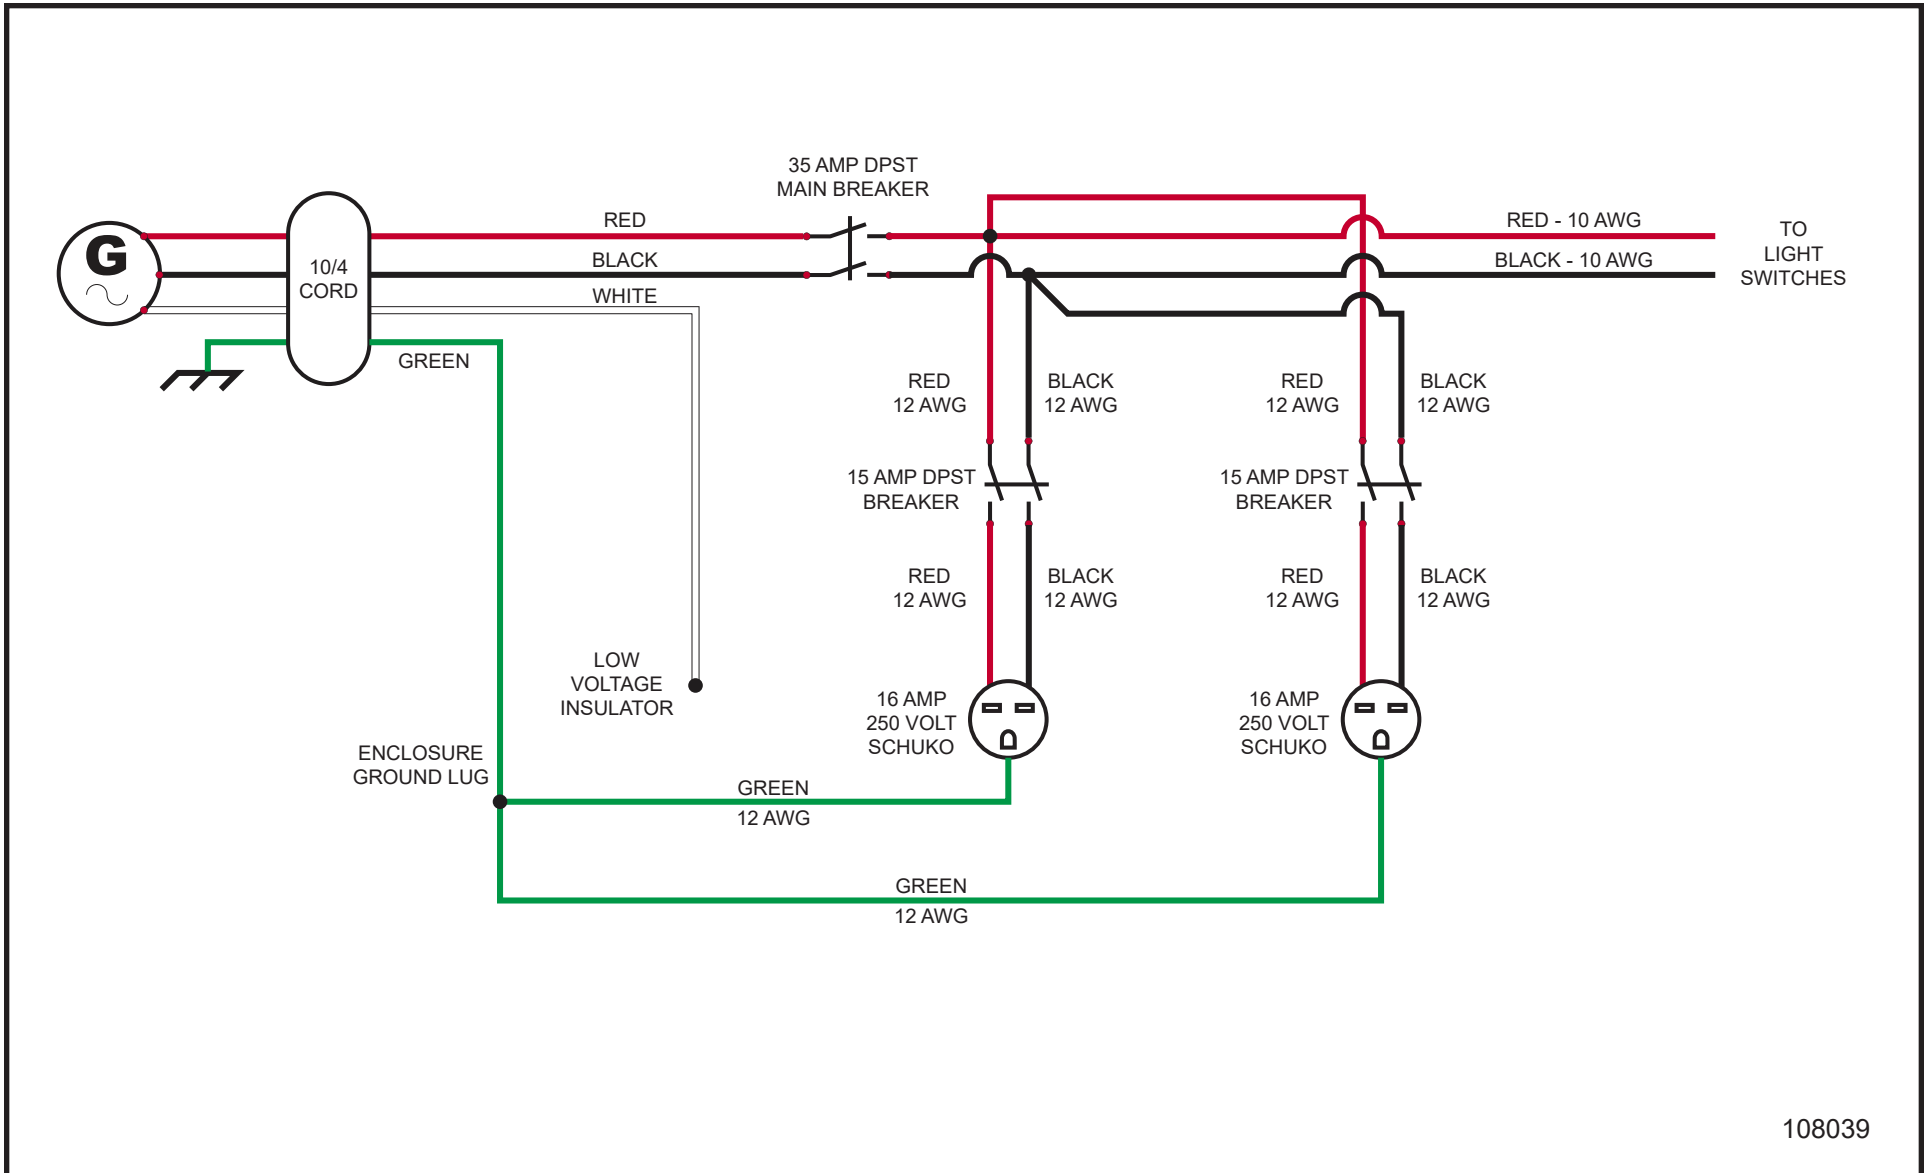 35 AMP DPST
MAIN BREAKER
G
10/4
CORD
RED
BLACK
WHITE
GREEN
RED - 10 AWG
BLACK - 10 AWG
TO
LIGHT
SWITCHES
RED
12 AWG
BLACK
12 AWG
RED
12 AWG
BLACK
12 AWG
15 AMP DPST
BREAKER
15 AMP DPST
BREAKER
RED
12 AWG
BLACK
12 AWG
RED
12 AWG
BLACK
12 AWG
LOW
VOLTAGE
INSULATOR
16 AMP
250 VOLT
SCHUKO
16 AMP
250 VOLT
SCHUKO
ENCLOSURE
GROUND LUG
GREEN
12 AWG
GREEN
12 AWG
108039